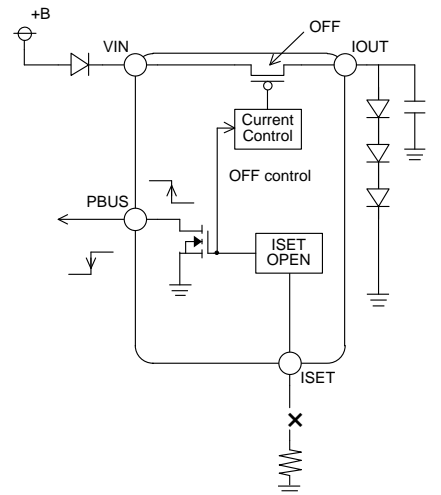 +B
OFF
VIN
IOUT
Current
Control
OFF control
PBUS
ISET
OPEN
ISET